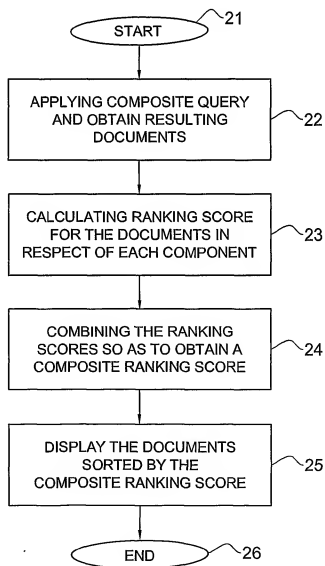 START
21
APPLYING COMPOSITE QUERY
AND OBTAIN RESULTING
DOCUMENTS
22
CALCULATING RANKING SCORE
FOR THE DOCUMENTS IN
RESPECT OF EACH COMPONENT
23
COMBINING THE RANKING
SCORES SO AS TO OBTAIN A
COMPOSITE RANKING SCORE
24
DISPLAY THE DOCUMENTS
SORTED BY THE
COMPOSITE RANKING SCORE
25
END
26